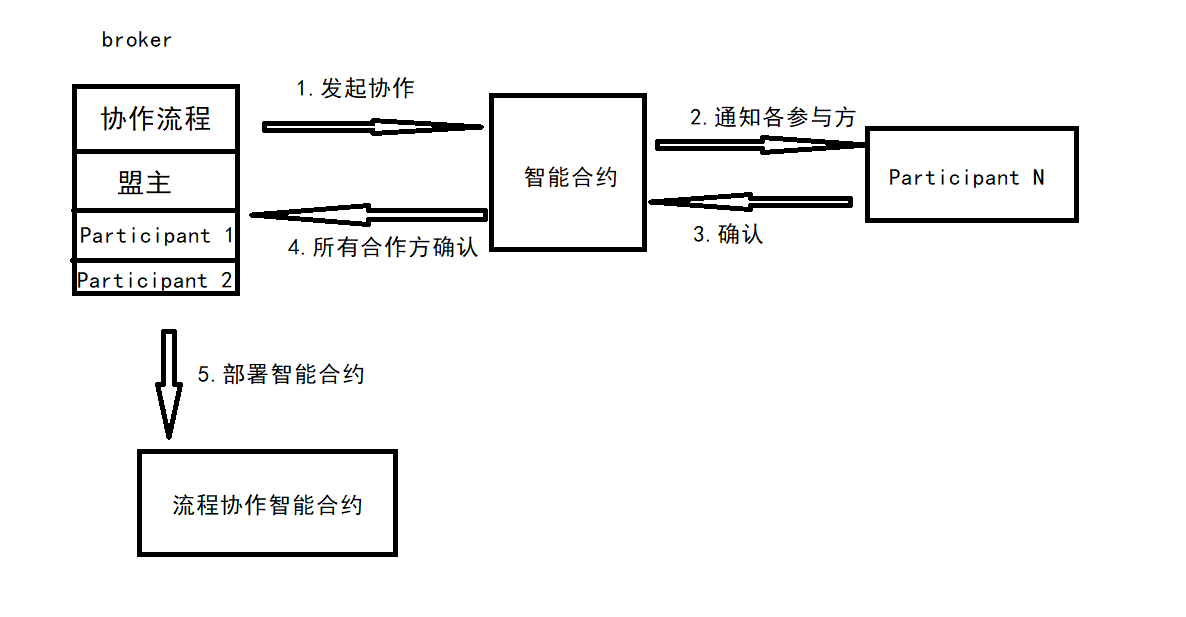 broker
协作流程
盟主
Participant 1
Participant 2
1.发起协作
4.所有合作方确认
智能合约
2.通知各参与方
3.确认
Participant N
5.部署智能合约
流程协作智能合约